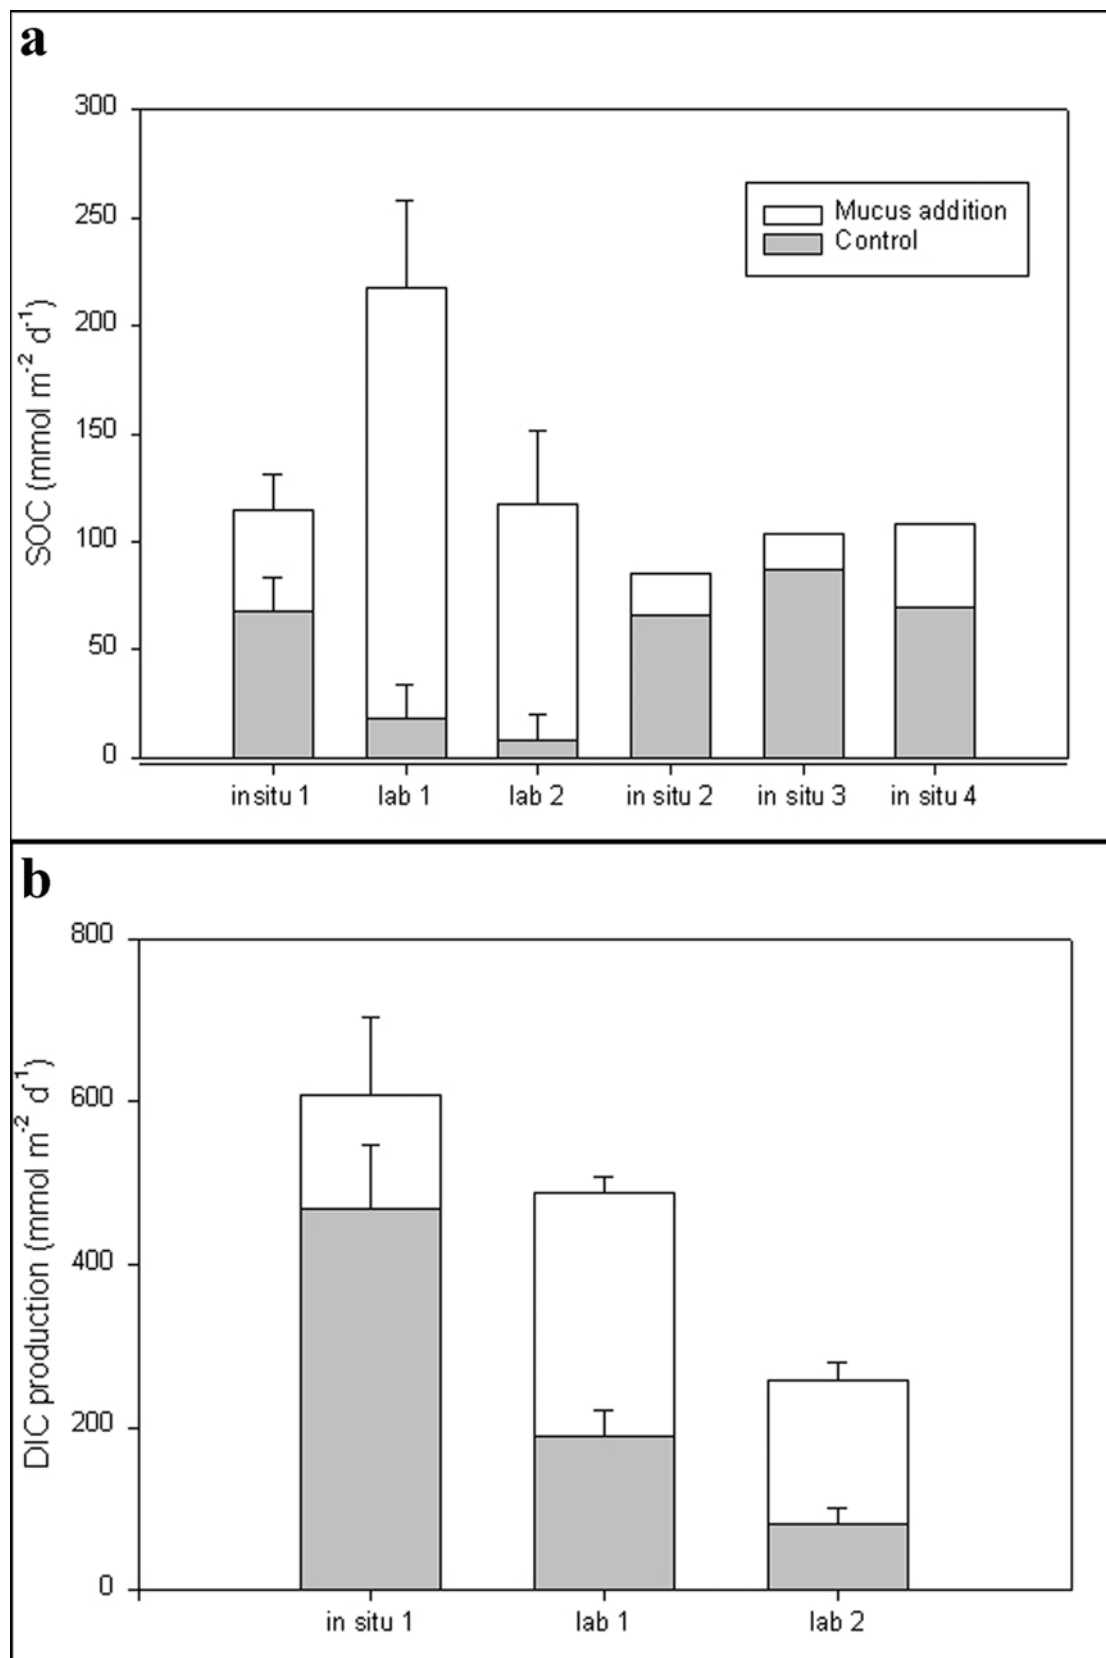 a
300
250
200
150
100
50
0
SOC (mmol m⁻² d⁻¹)
Mucus addition
Control
insitu 1 lab 1 lab 2 in situ 2 in situ 3 in situ 4
b
800
600
400
200
0
DIC production (mmol m⁻² d⁻¹)
in situ 1 lab 1 lab 2